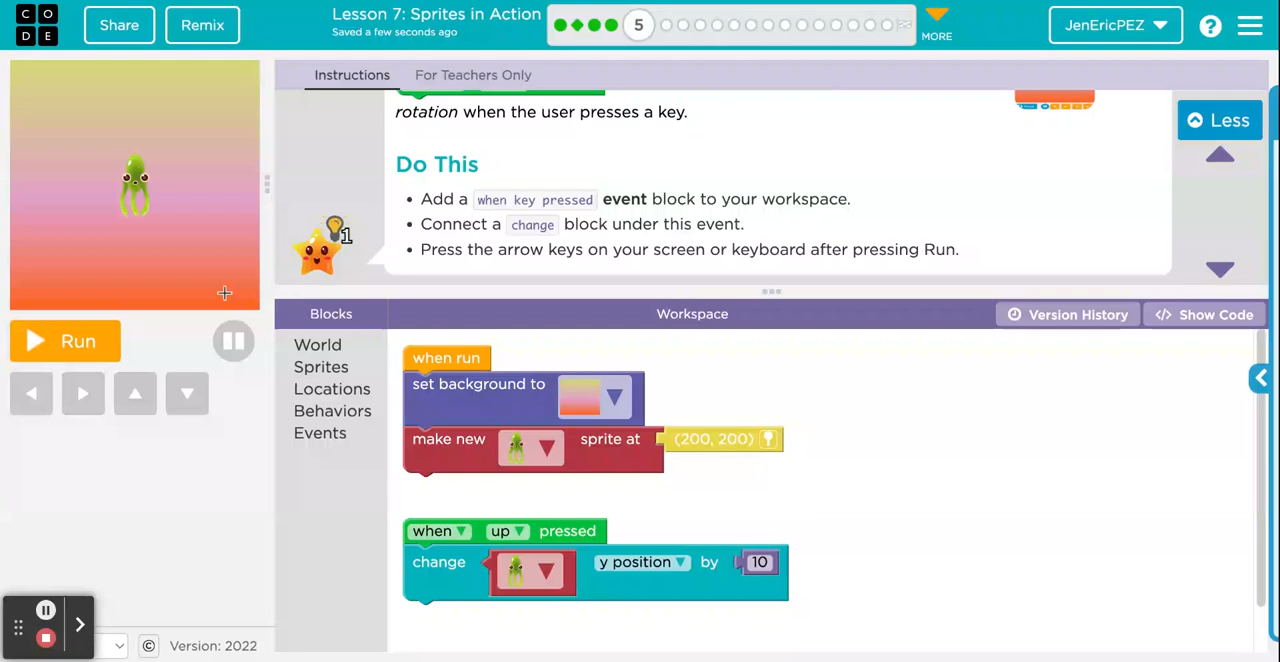 C O
D E
Share
Remix
Lesson 7: Sprites in Action
Saved a few seconds ago
5
MORE
JenEricPEZ
?
Instructions
For Teachers Only
rotation when the user presses a key.
Less
Do This
• Add a when key pressed event block to your workspace.
• Connect a change block under this event.
• Press the arrow keys on your screen or keyboard after pressing Run.
1
Blocks
Workspace
Version History
</> Show Code
Run
World
Sprites
Locations
Behaviors
Events
when run
set background to
make new sprite at (200, 200)
when up pressed
change y position by 10
© Version: 2022